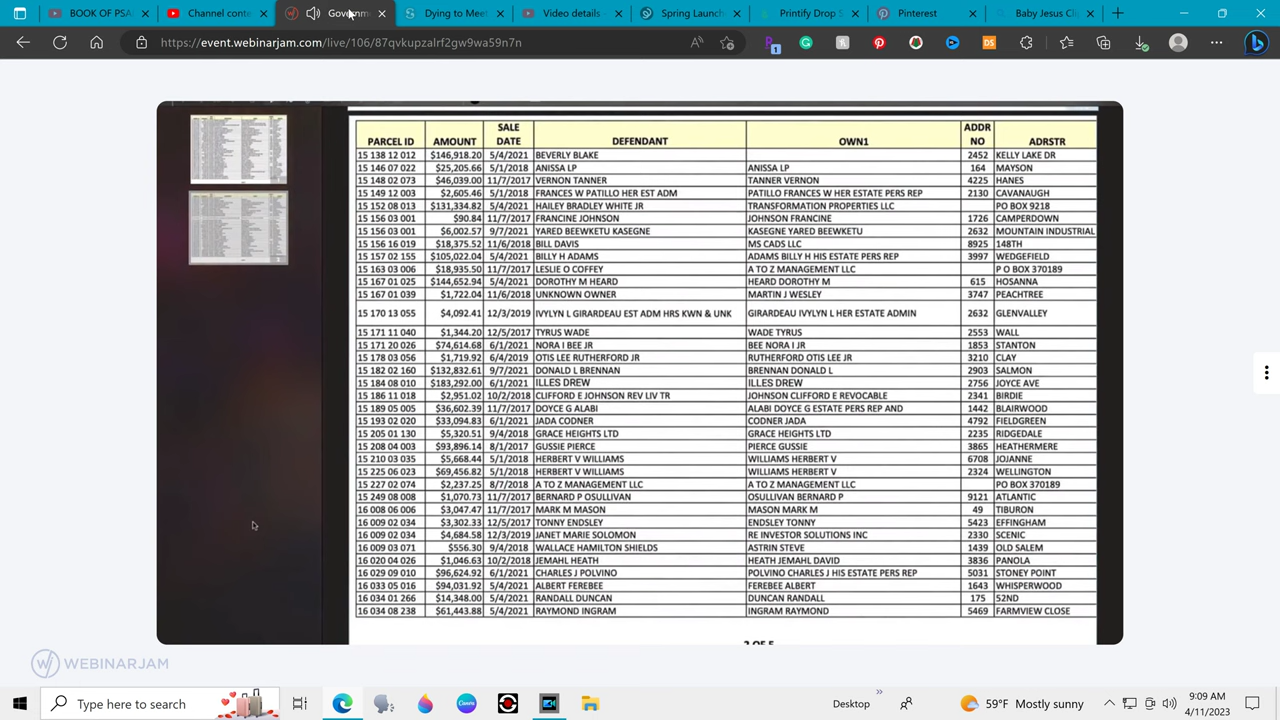 BOOK OF PSA
Channel conte
Governm
Dying to Meet
Video details -
Spring Launch
Printify Drop S
Pinterest
Baby Jesus Cli
https://event.webinarjam.com/live/106/87qvkupzalrf2gw9wa59n7n
PARCEL ID AMOUNT SALE DATE DEFENDANT OWN1 ADDR NO ADRSTR
15 138 12 012 $146,918.20 5/4/2021 BEVERLY BLAKE 2452 KELLY LAKE DR
15 146 07 022 $25,205.66 5/1/2018 ANISSA LP ANISSA LP 164 MAYSON
15 148 02 073 $46,039.00 11/7/2017 VERNON TANNER TANNER VERNON 4225 HANES
15 149 12 003 $2,605.46 5/1/2018 FRANCES W PATILLO HER EST ADM PATILLO FRANCES W HER ESTATE PERS REP 2130 CAVANAUGH
15 152 08 013 $131,334.82 5/4/2021 HAILEY BRADLEY WHITE JR TRANSFORMATION PROPERTIES LLC PO BOX 9218
15 156 03 001 $90.84 11/7/2017 FRANCINE JOHNSON JOHNSON FRANCINE 1726 CAMPERDOWN
15 156 03 001 $6,002.57 9/7/2021 YARED BEEWKETU KASEGNE KASEGNE YARED BEEWKETU 2632 MOUNTAIN INDUSTRIAL
15 156 16 019 $18,375.52 11/6/2018 BILL DAVIS MS CADS LLC 8925 148TH
15 157 02 155 $105,022.04 5/4/2021 BILLY H ADAMS ADAMS BILLY H HIS ESTATE PERS REP 3997 WEDGEFIELD
15 163 03 006 $18,935.50 11/7/2017 LESLIE O COFFEY A TO Z MANAGEMENT LLC P O BOX 370189
15 167 01 025 $144,652.94 5/4/2021 DOROTHY M HEARD HEARD DOROTHY M 615 HOSANNA
15 167 01 039 $1,722.04 11/6/2018 UNKNOWN OWNER MARTIN J WESLEY 3747 PEACHTREE
15 170 13 055 $4,092.41 12/3/2019 IVYLYN L GIRARDEAU EST ADM HRS KWN & UNK GIRARDEAU IVYLYN L HER ESTATE ADMIN 2632 GLENVALLEY
15 171 11 040 $1,344.20 12/5/2017 TYRUS WADE WADE TYRUS 2553 WALL
15 171 20 026 $74,614.68 6/1/2021 NORA I BEE JR BEE NORA I JR 1853 STANTON
15 178 03 056 $1,719.92 6/4/2019 OTIS LEE RUTHERFORD JR RUTHERFORD OTIS LEE JR 3210 CLAY
15 182 02 160 $132,832.61 9/7/2021 DONALD L BRENNAN BRENNAN DONALD L 2903 SALMON
15 184 08 010 $183,292.00 6/1/2021 ILLES DREW ILLES DREW 2756 JOYCE AVE
15 186 11 018 $2,951.02 10/2/2018 CLIFFORD E JOHNSON REV LIV TR JOHNSON CLIFFORD E REVOCABLE 2341 BIRDIE
15 189 05 005 $36,602.39 11/7/2017 DOYCE G ALABI ALABI DOYCE G ESTATE PERS REP AND 1442 BLAIRWOOD
15 193 02 020 $33,094.83 6/1/2021 JADA CODNER CODNER JADA 4792 FIELDGREEN
15 205 01 130 $5,320.51 9/4/2018 GRACE HEIGHTS LTD GRACE HEIGHTS LTD 2235 RIDGEDALE
15 208 04 003 $93,896.14 8/1/2017 GUSSIE PIERCE PIERCE GUSSIE 3865 HEATHERMERE
15 210 03 035 $5,668.44 5/1/2018 HERBERT V WILLIAMS WILLIAMS HERBERT V 6708 JOJANNE
15 225 06 023 $69,456.82 5/1/2018 HERBERT V WILLIAMS WILLIAMS HERBERT V 2324 WELLINGTON
15 227 02 074 $2,237.25 8/7/2018 A TO Z MANAGEMENT LLC A TO Z MANAGEMENT LLC PO BOX 370189
15 249 08 008 $1,070.73 11/7/2017 BERNARD P OSULLIVAN OSULLIVAN BERNARD P 9121 ATLANTIC
16 008 06 006 $3,047.47 11/7/2017 MARK M MASON MASON MARK M 49 TIBURON
16 009 02 034 $3,302.33 12/5/2017 TONNY ENDSLEY ENDSLEY TONNY 5423 EFFINGHAM
16 009 02 034 $4,684.58 12/3/2019 JANET MARIE SOLOMON RE INVESTOR SOLUTIONS INC 2330 SCENIC
16 009 03 071 $556.30 9/4/2018 WALLACE HAMILTON SHIELDS ASTRIN STEVE 1439 OLD SALEM
16 020 04 026 $1,046.63 10/2/2018 JEMAHL HEATH HEATH JEMAHL DAVID 3836 PANOLA
16 029 09 010 $96,624.92 6/1/2021 CHARLES J POLVINO POLVINO CHARLES J HIS ESTATE PERS REP 5031 STONEY POINT
16 033 05 016 $94,031.92 5/4/2021 ALBERT FEREBEE FEREBEE ALBERT 1643 WHISPERWOOD
16 034 01 266 $14,348.00 5/4/2021 RANDALL DUNCAN DUNCAN RANDALL 175 52ND
16 034 08 238 $61,443.88 5/4/2021 RAYMOND INGRAM INGRAM RAYMOND 5469 FARMVIEW CLOSE
2 OF 5
WEBINARJAM
Type here to search
Desktop
59°F Mostly sunny
9:09 AM
4/11/2023